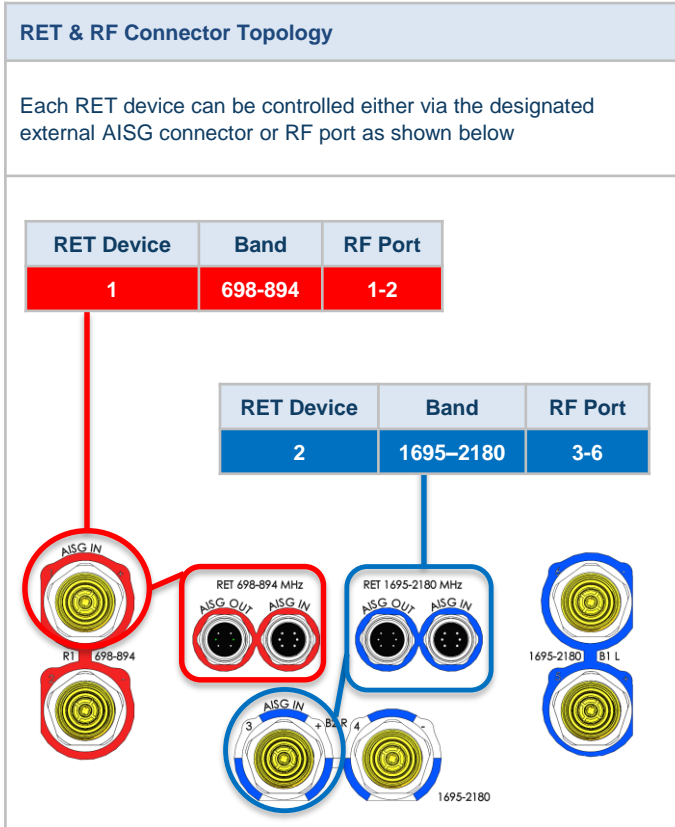 RET & RF Connector Topology
Each RET device can be controlled either via the designated
external AISG connector or RF port as shown below
RET Device Band RF Port
1 698-894 1-2
RET Device Band RF Port
2 1695–2180 3-6
AISG IN
R1 698-894
RET 698-894 MHz
AISG OUT AISG IN
RET 1695-2180 MHz
AISG OUT AISG IN
1695-2180 B1 L
AISG IN
3 + B2 R 4 -
1695-2180